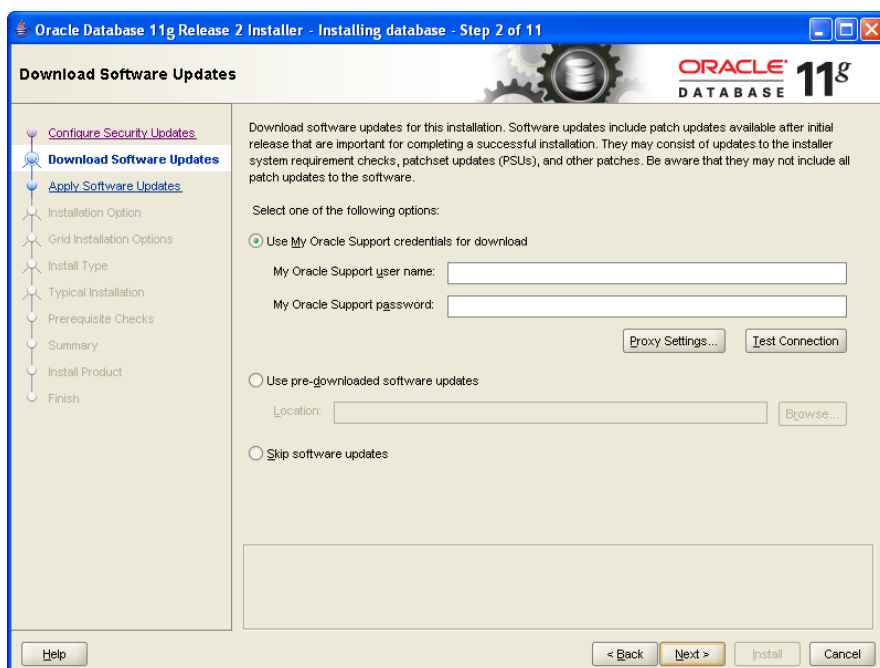 Oracle Database 11g Release 2 Installer - Installing database - Step 2 of 11
Download Software Updates
ORACLE
DATABASE
11g
Configure Security Updates
Download Software Updates
Apply Software Updates
Installation Option
Grid Installation Options
Install Type
Typical Installation
Prerequisite Checks
Summary
Install Product
Finish
Download software updates for this installation. Software updates include patch updates available after initial
release that are important for completing a successful installation. They may consist of updates to the installer
system requirement checks, patchset updates (PSUs), and other patches. Be aware that they may not include all
patch updates to the software.
Select one of the following options:
Use My Oracle Support credentials for download
My Oracle Support user name:
My Oracle Support password:
Proxy Settings...
Test Connection
Use pre-downloaded software updates
Location:
Browse...
Skip software updates
Help
< Back
Next >
Install
Cancel